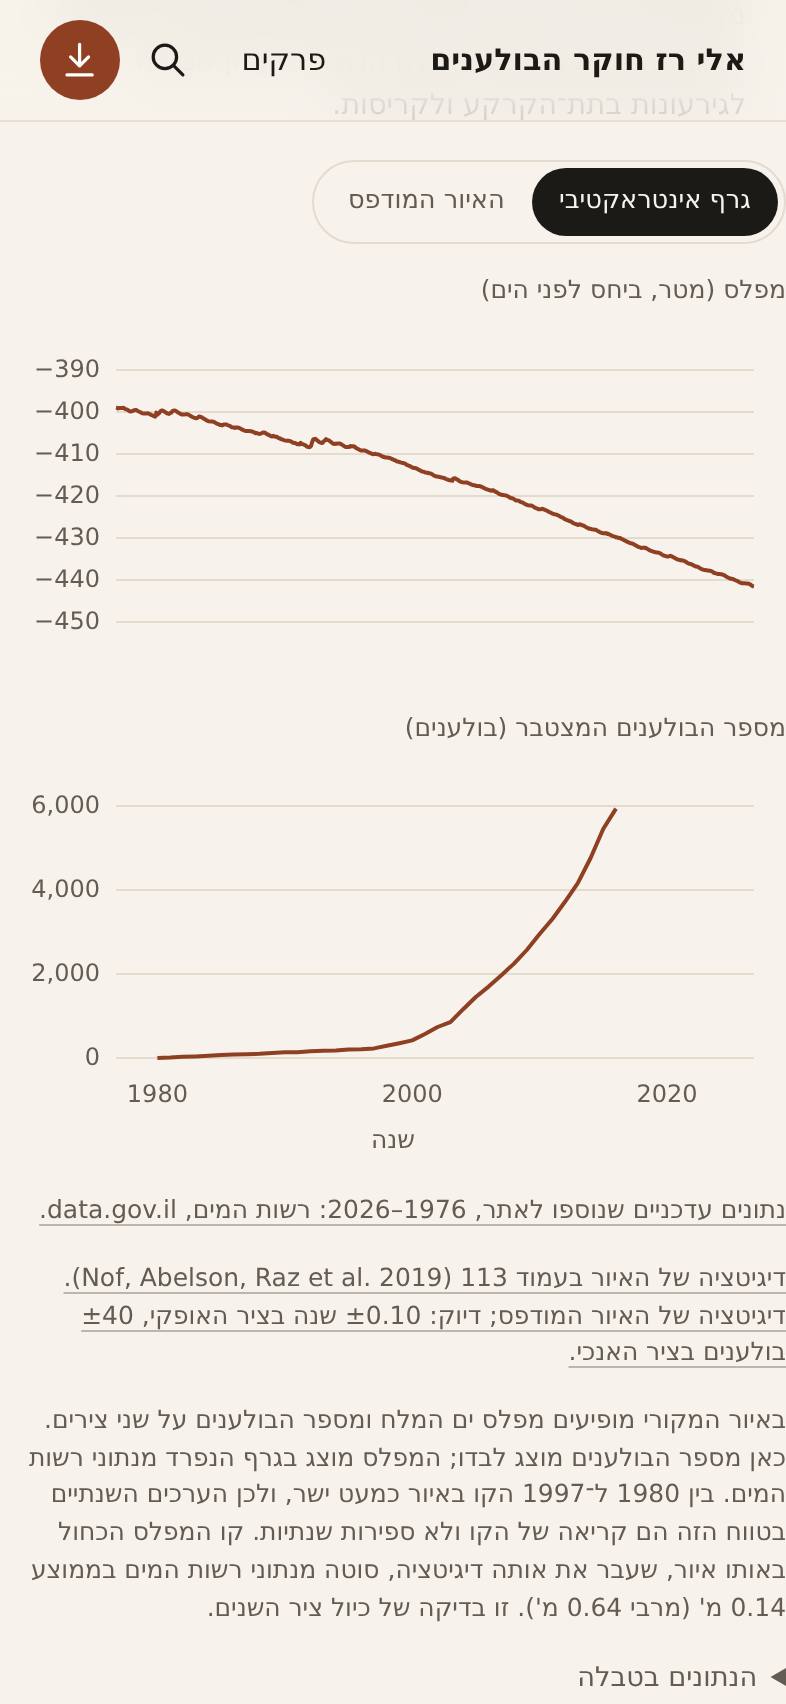 אלי רז חוקר הבולענים
פרקים
לגירעונות בתת־הקרקע ולקריסות.
גרף אינטראקטיבי
האיור המודפס
מפלס (מטר, ביחס לפני הים)
−390
−400
−410
−420
−430
−440
−450
מספר הבולענים המצטבר (בולענים)
6,000
4,000
2,000
0
1980 2000 2020
שנה
נתונים עדכניים שנוספו לאתר, 1976–2026: רשות המים, data.gov.il.
דיגיטציה של האיור בעמוד 113 (Nof, Abelson, Raz et al. 2019).
דיגיטציה של האיור המודפס; דיוק: ±0.10 שנה בציר האופקי, ±40
בולענים בציר האנכי.
באיור המקורי מופיעים מפלס ים המלח ומספר הבולענים על שני צירים.
כאן מספר הבולענים מוצג לבדו; המפלס מוצג בגרף הנפרד מנתוני רשות
המים. בין 1980 ל־1997 הקו באיור כמעט ישר, ולכן הערכים השנתיים
בטווח הזה הם קריאה של הקו ולא ספירות שנתיות. קו המפלס הכחול
באותו איור, שעבר את אותה דיגיטציה, סוטה מנתוני רשות המים בממוצע
0.14 מ' (מרבי 0.64 מ'). זו בדיקה של כיול ציר השנים.
הנתונים בטבלה